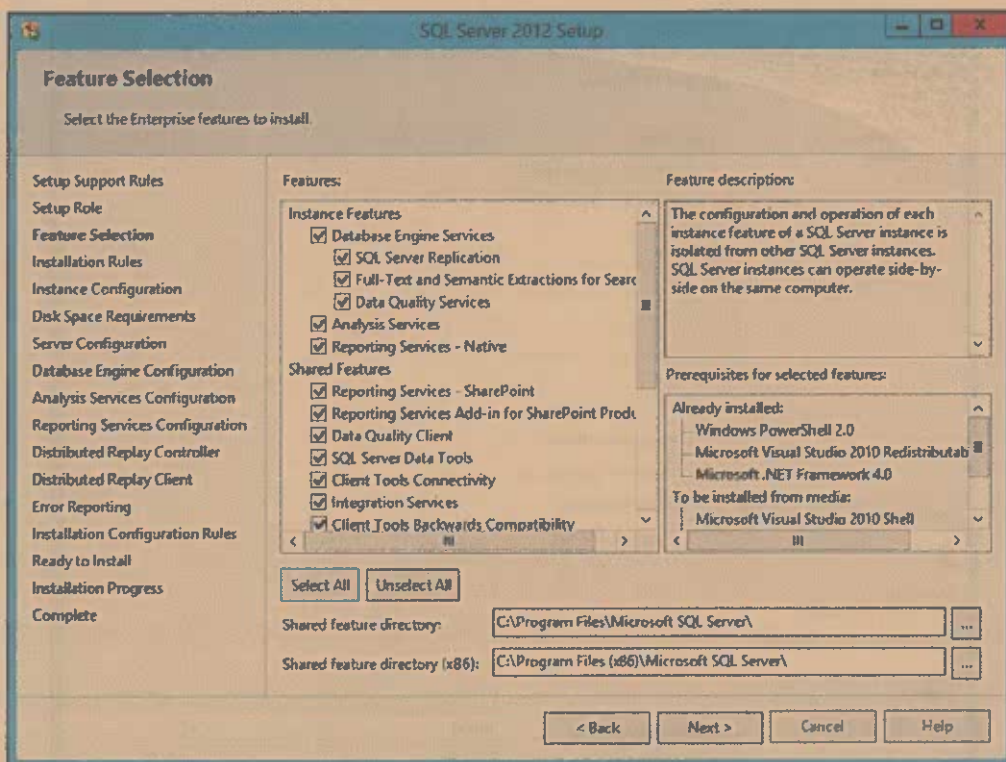 SQL Server 2012 Setup
Feature Selection
Select the Enterprise features to install.
Setup Support Rules
Setup Role
Feature Selection
Installation Rules
Instance Configuration
Disk Space Requirements
Server Configuration
Database Engine Configuration
Analysis Services Configuration
Reporting Services Configuration
Distributed Replay Controller
Distributed Replay Client
Error Reporting
Installation Configuration Rules
Ready to Install
Installation Progress
Complete
Features:
Instance Features
Database Engine Services
SQL Server Replication
Full-Text and Semantic Extractions for Searc
Data Quality Services
Analysis Services
Reporting Services - Native
Shared Features
Reporting Services - SharePoint
Reporting Services Add-in for SharePoint Produ
Data Quality Client
SQL Server Data Tools
Client Tools Connectivity
Integration Services
Client Tools Backwards Compatibility
Feature description:
The configuration and operation of each
instance feature of a SQL Server instance is
isolated from other SQL Server instances.
SQL Server instances can operate side-by-
side on the same computer.
Prerequisites for selected features:
Already installed:
Windows PowerShell 2.0
Microsoft Visual Studio 2010 Redistributab
Microsoft .NET Framework 4.0
To be installed from media:
Microsoft Visual Studio 2010 Shell
Select All
Unselect All
Shared feature directory:
C:\Program Files\Microsoft SQL Server\
...
Shared feature directory (x86):
C:\Program Files (x86)\Microsoft SQL Server\
...
< Back
Next >
Cancel
Help